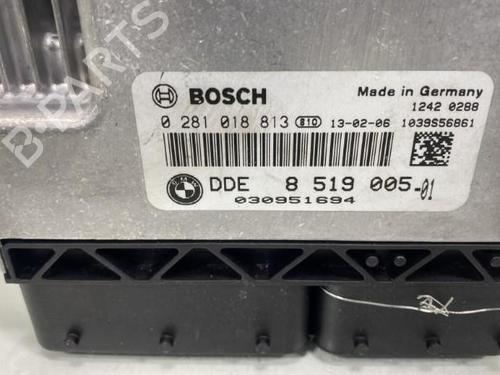 B-PARTS
BOSCH
Made in Germany
1242 0288
0 281 018 813 810 13-02-06 1039S56861
DDE 8 519 005-01
030951694